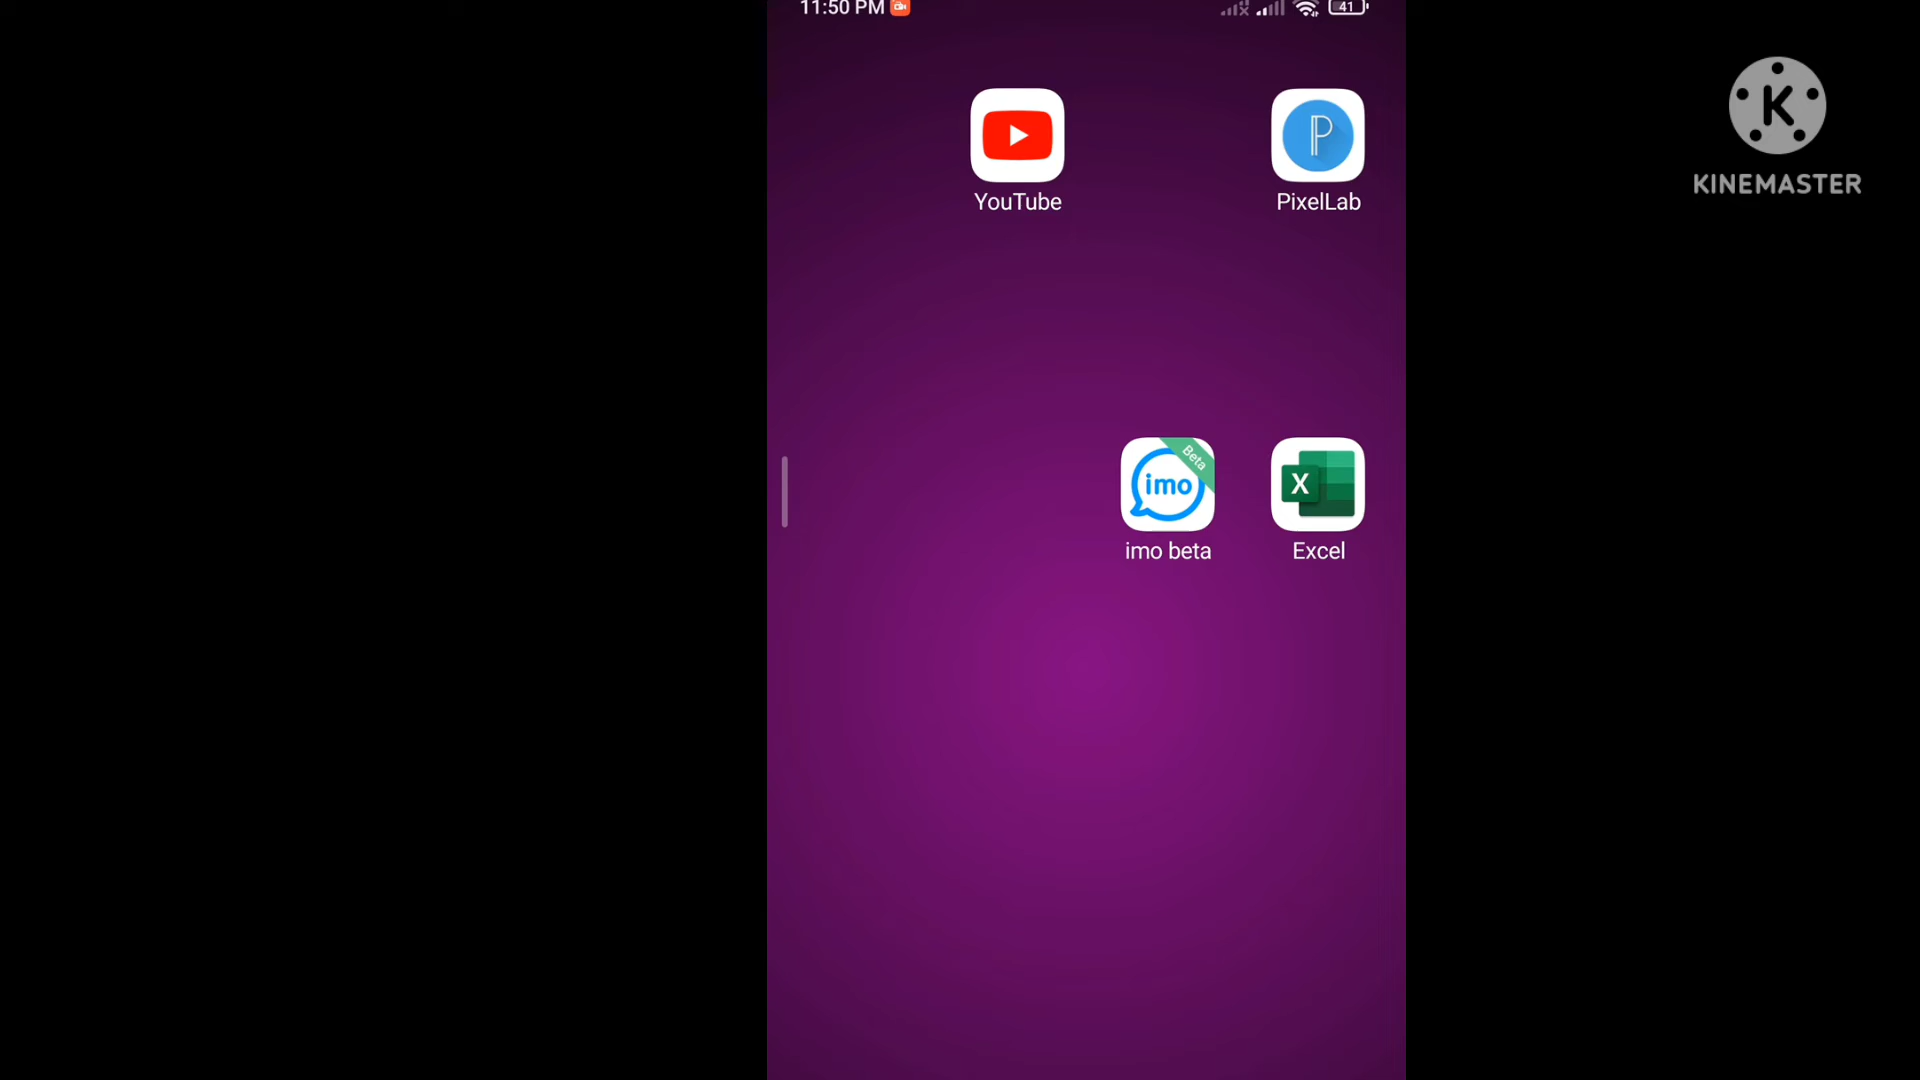 11:50 PM
41
K
KINEMASTER
P
YouTube
PixelLab
Beta
imo
X
imo beta
Excel